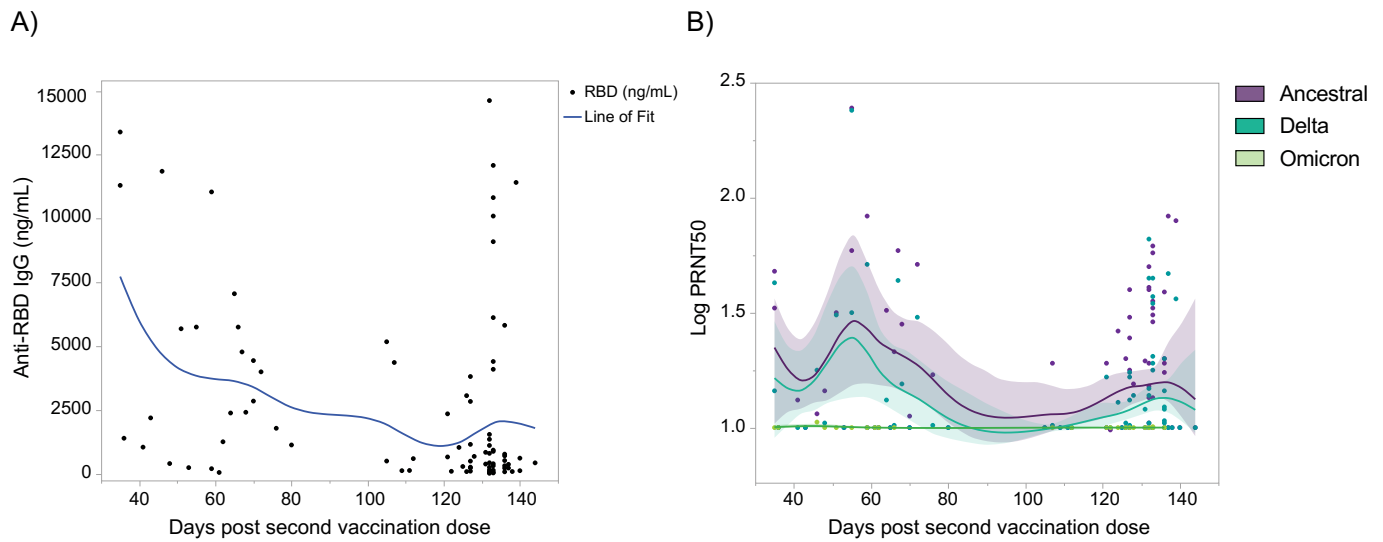 A)
15000
12500
10000
7500
5000
2500
0
Anti-RBD IgG (ng/mL)
40 60 80 100 120 140
Days post second vaccination dose
RBD (ng/mL)
Line of Fit
B)
2.5
2.0
1.5
1.0
Log PRNT50
40 60 80 100 120 140
Days post second vaccination dose
Ancestral
Delta
Omicron